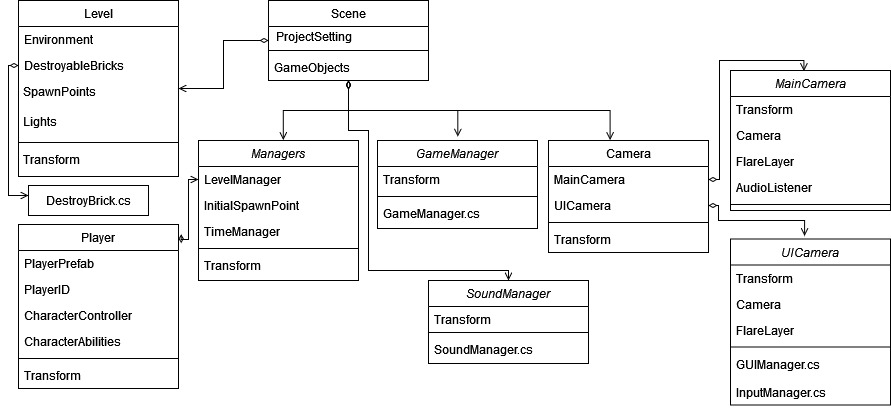 Level
Environment
DestroyableBricks
SpawnPoints
Lights
Transform
DestroyBrick.cs
Scene
ProjectSetting
GameObjects
Player
PlayerPrefab
PlayerID
CharacterController
CharacterAbilities
Transform
Managers
LevelManager
InitialSpawnPoint
TimeManager
Transform
GameManager
Transform
GameManager.cs
SoundManager
Transform
SoundManager.cs
Camera
MainCamera
UICamera
Transform
MainCamera
Transform
Camera
FlareLayer
AudioListener
UICamera
Transform
Camera
FlareLayer
GUIManager.cs
InputManager.cs